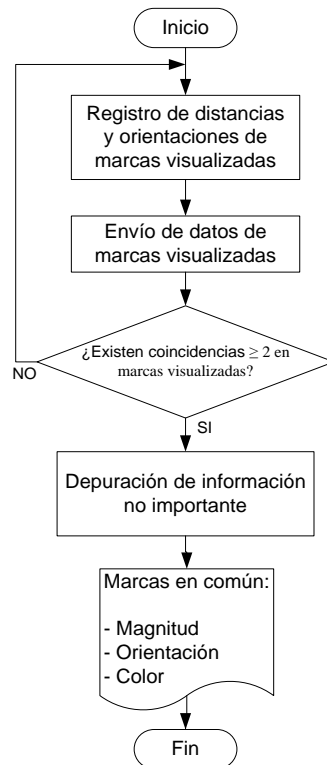 Inicio
Registro de distancias
y orientaciones de
marcas visualizadas
Envío de datos de
marcas visualizadas
¿Existen coincidencias ≥ 2 en
marcas visualizadas?
NO
SI
Depuración de información
no importante
Marcas en común:
- Magnitud
- Orientación
- Color
Fin